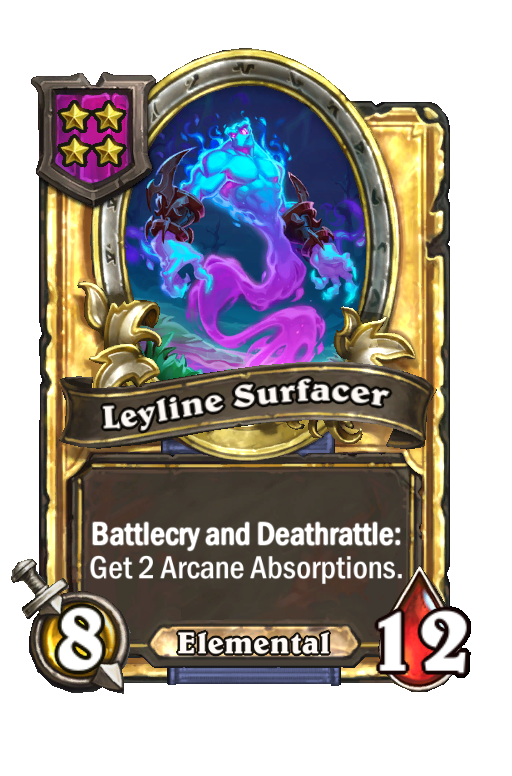 Leyline Surfacer
Battlecry and Deathrattle:
Get 2 Arcane Absorptions.
8
Elemental
12